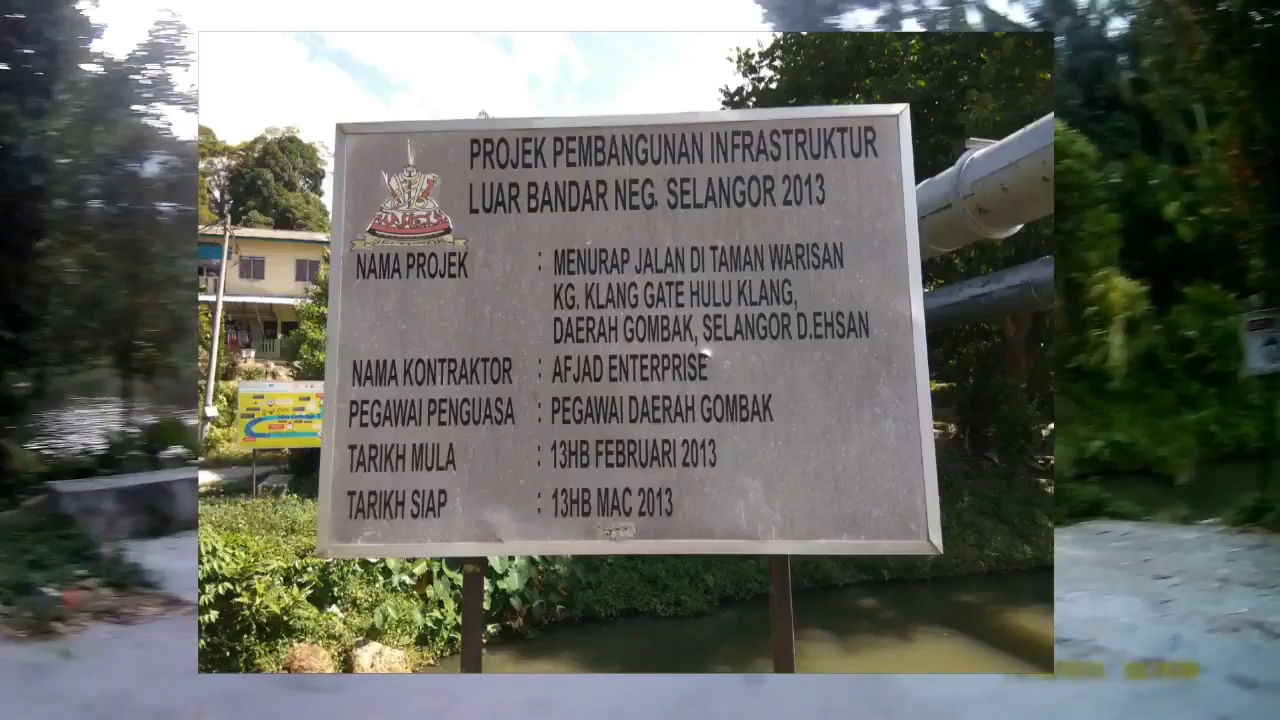 PROJEK PEMBANGUNAN INFRASTRUKTUR
LUAR BANDAR NEG. SELANGOR 2013
NAMA PROJEK : MENURAP JALAN DI TAMAN WARISAN
KG. KLANG GATE HULU KLANG,
DAERAH GOMBAK, SELANGOR D.EHSAN
NAMA KONTRAKTOR : AFJAD ENTERPRISE
PEGAWAI PENGUASA : PEGAWAI DAERAH GOMBAK
TARIKH MULA : 13HB FEBRUARI 2013
TARIKH SIAP : 13HB MAC 2013